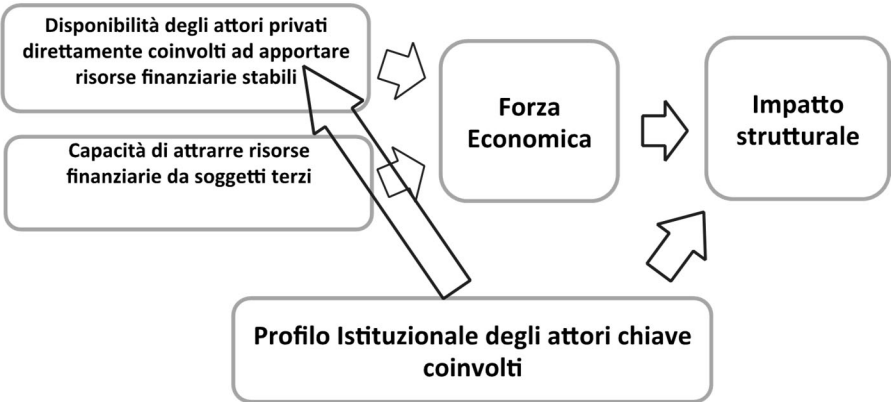 Disponibilità degli attori privati
direttamente coinvolti ad apportare
risorse finanziarie stabili
Capacità di attrarre risorse
finanziarie da soggetti terzi
Forza
Economica
Impatto
strutturale
Profilo Istituzionale degli attori chiave
coinvolti